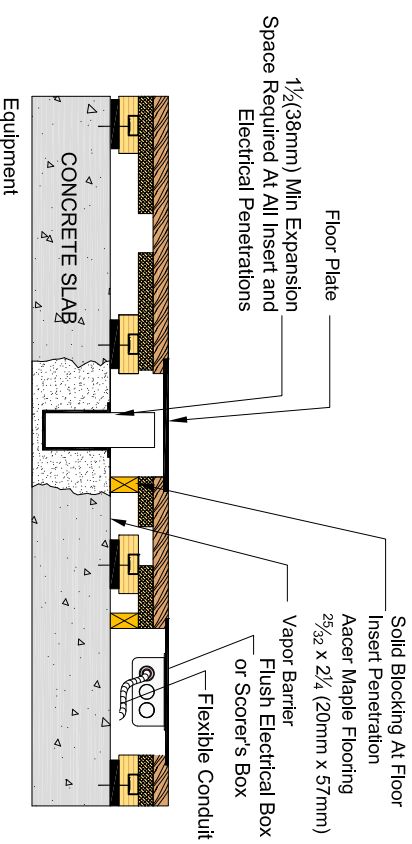 1½(38mm) Min Expansion
Space Required At All Insert and
Electrical Penetrations
Floor Plate
Solid Blocking At Floor
Insert Penetration
Aacer Maple Flooring
25/32 x 2¼ (20mm x 57mm)
Vapor Barrier
Flush Electrical Box
or Scorer's Box
Flexible Conduit
CONCRETE SLAB
Equipment